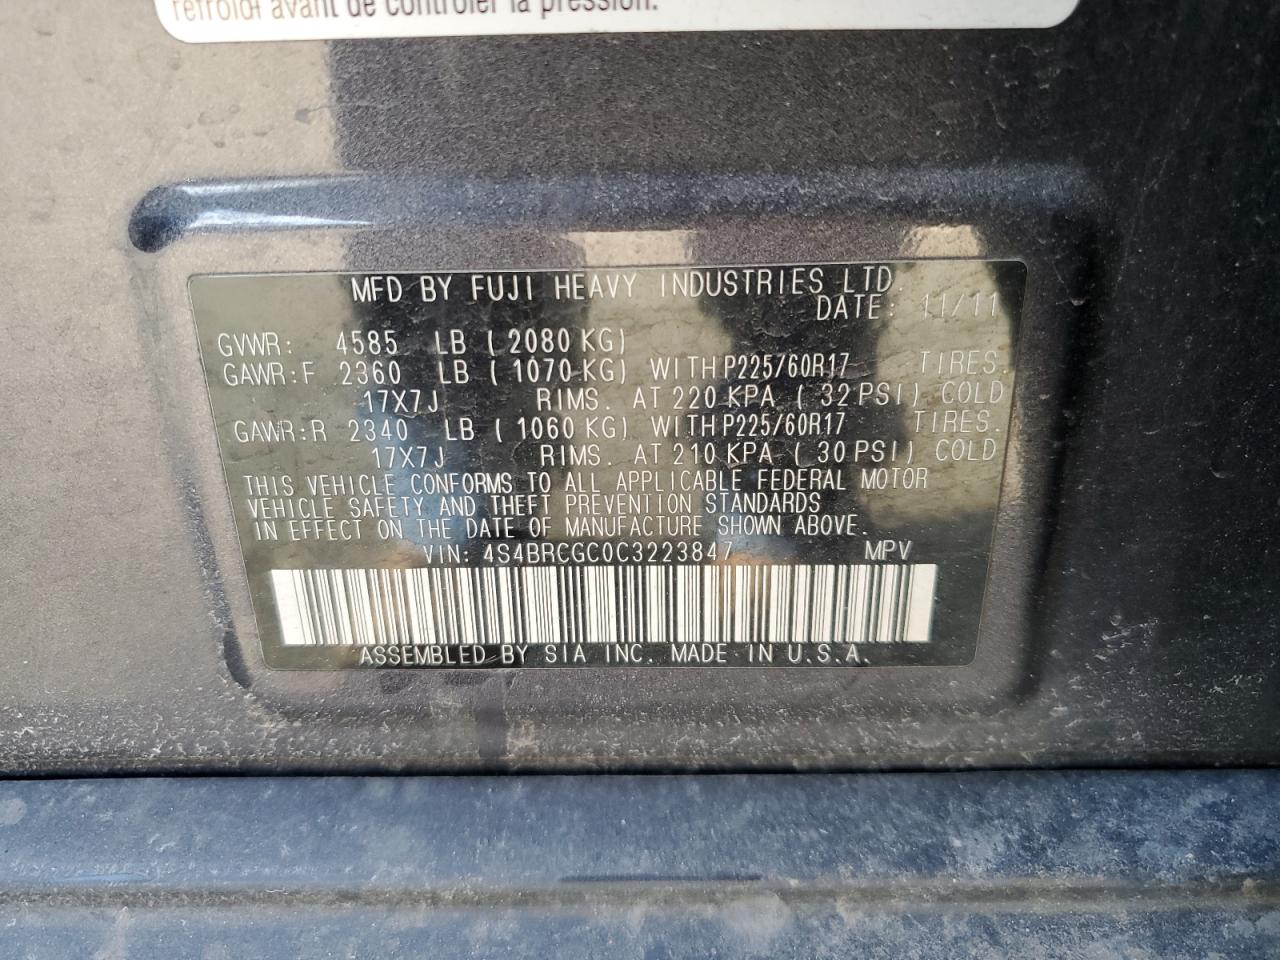 refroidi avant de contrôler la pression.
MFD BY FUJI HEAVY INDUSTRIES LTD.
DATE: 11/11
GVWR: 4585 LB ( 2080 KG)
GAWR:F 2360 LB ( 1070 KG) WITH P225/60R17 TIRES.
17X7J RIMS. AT 220 KPA ( 32 PSI) COLD
GAWR:R 2340 LB ( 1060 KG) WITH P225/60R17 TIRES.
17X7J RIMS. AT 210 KPA ( 30 PSI) COLD
THIS VEHICLE CONFORMS TO ALL APPLICABLE FEDERAL MOTOR
VEHICLE SAFETY AND THEFT PREVENTION STANDARDS
IN EFFECT ON THE DATE OF MANUFACTURE SHOWN ABOVE.
VIN: 4S4BRCGC0C3223847 MPV
ASSEMBLED BY SIA INC. MADE IN U.S.A.